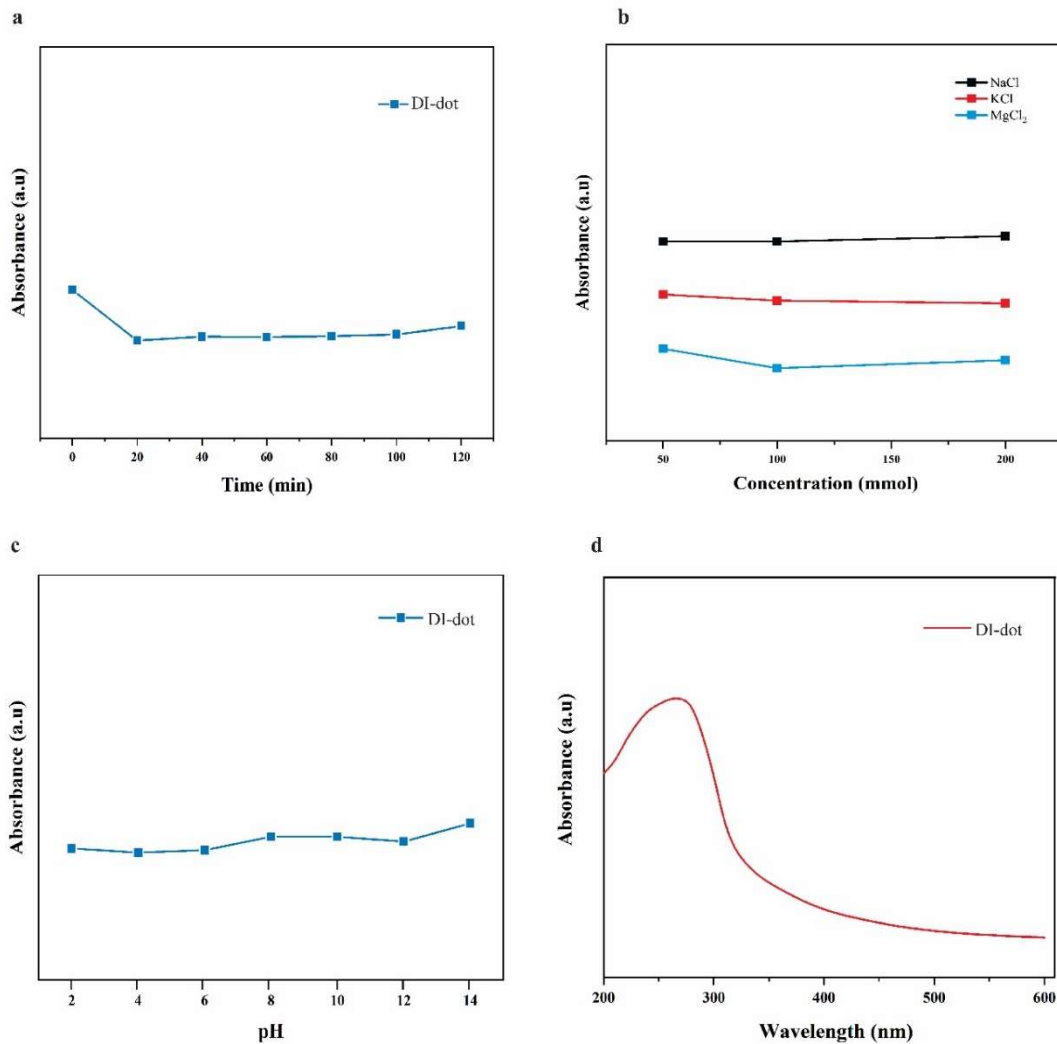 a
DI-dot
Absorbance (a.u)
0 20 40 60 80 100 120
Time (min)
b
NaCl
KCl
MgCl₂
Absorbance (a.u)
50 100 150 200
Concentration (mmol)
c
DI-dot
Absorbance (a.u)
2 4 6 8 10 12 14
pH
d
DI-dot
Absorbance (a.u)
200 300 400 500 600
Wavelength (nm)